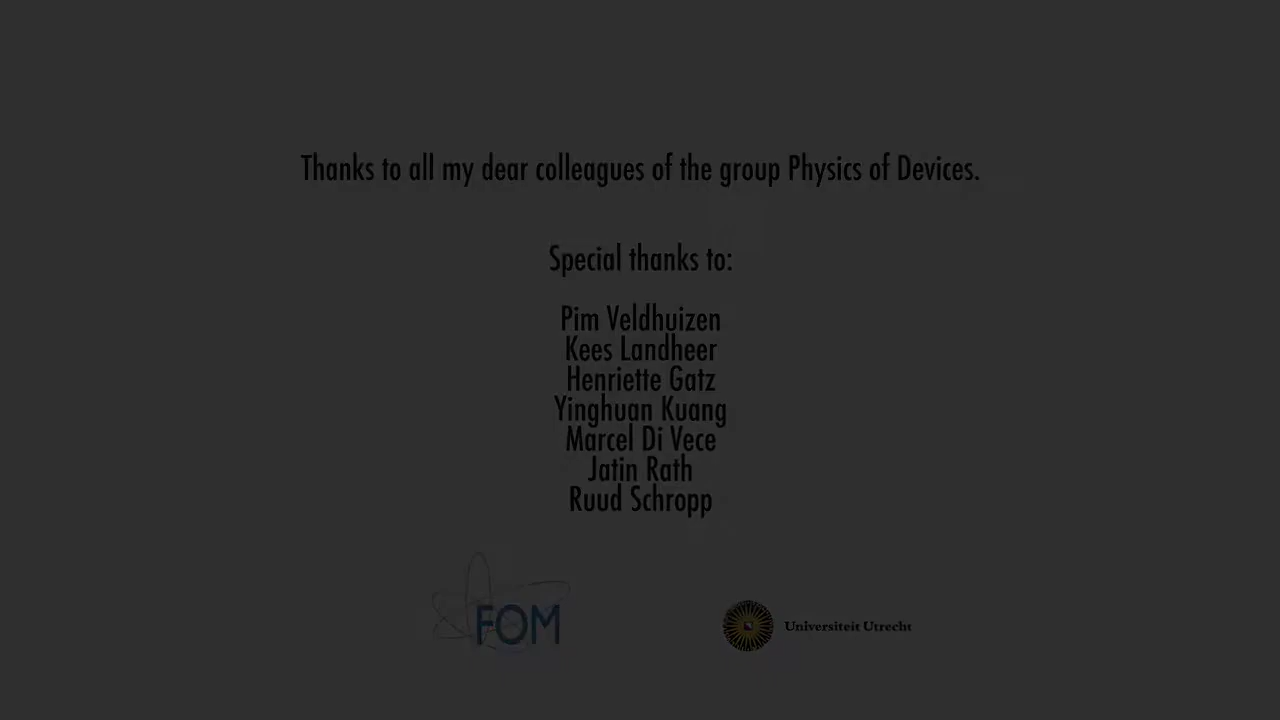 Thanks to all my dear colleagues of the group Physics of Devices.
Special thanks to:
Pim Veldhuizen
Kees Landheer
Henriette Gatz
Yinghuan Kuang
Marcel Di Vece
Jatin Rath
Ruud Schropp
FOM
Universiteit Utrecht